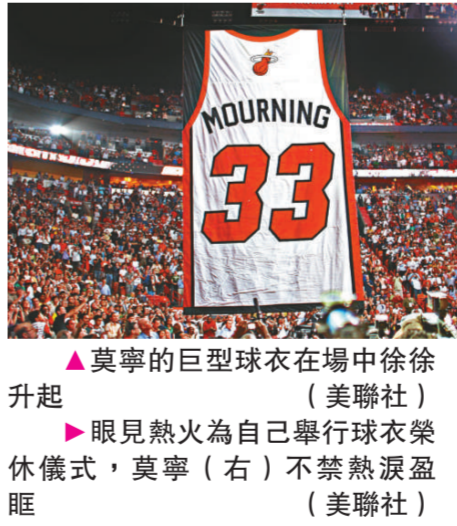 MOURNING
33
▲莫寧的巨型球衣在場中徐徐
升起 （美聯社）
▶眼見熱火為自己舉行球衣榮
休儀式，莫寧（右）不禁熱淚盈
眶 （美聯社）